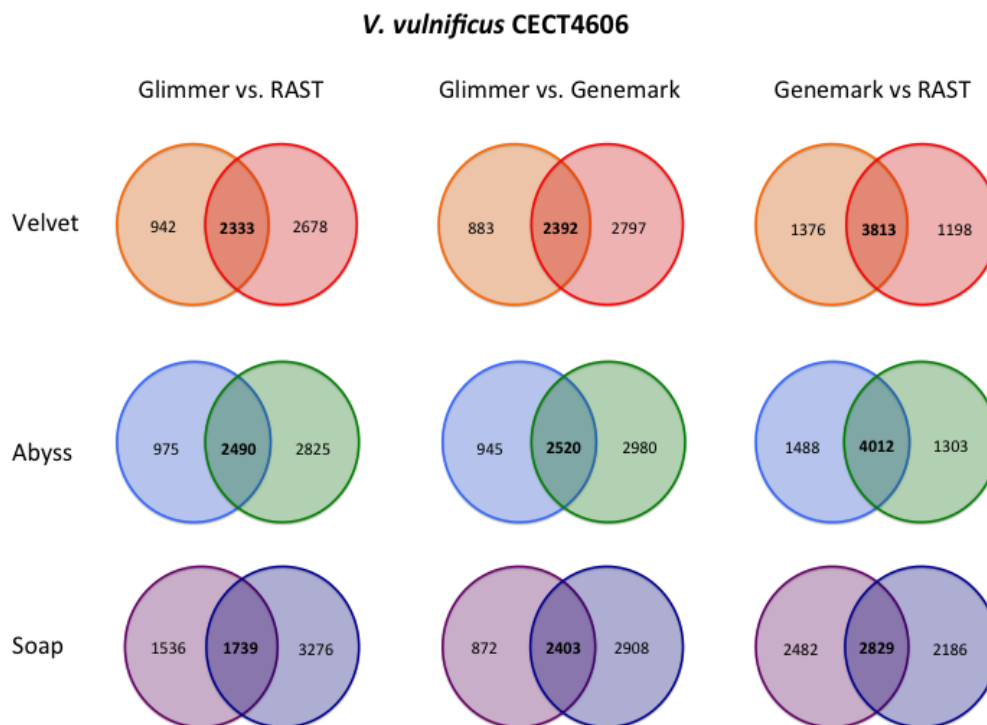 V. vulnificus CECT4606
Glimmer vs. RAST Glimmer vs. Genemark Genemark vs RAST
Velvet 942 2333 2678 883 2392 2797 1376 3813 1198
Abyss 975 2490 2825 945 2520 2980 1488 4012 1303
Soap 1536 1739 3276 872 2403 2908 2482 2829 2186